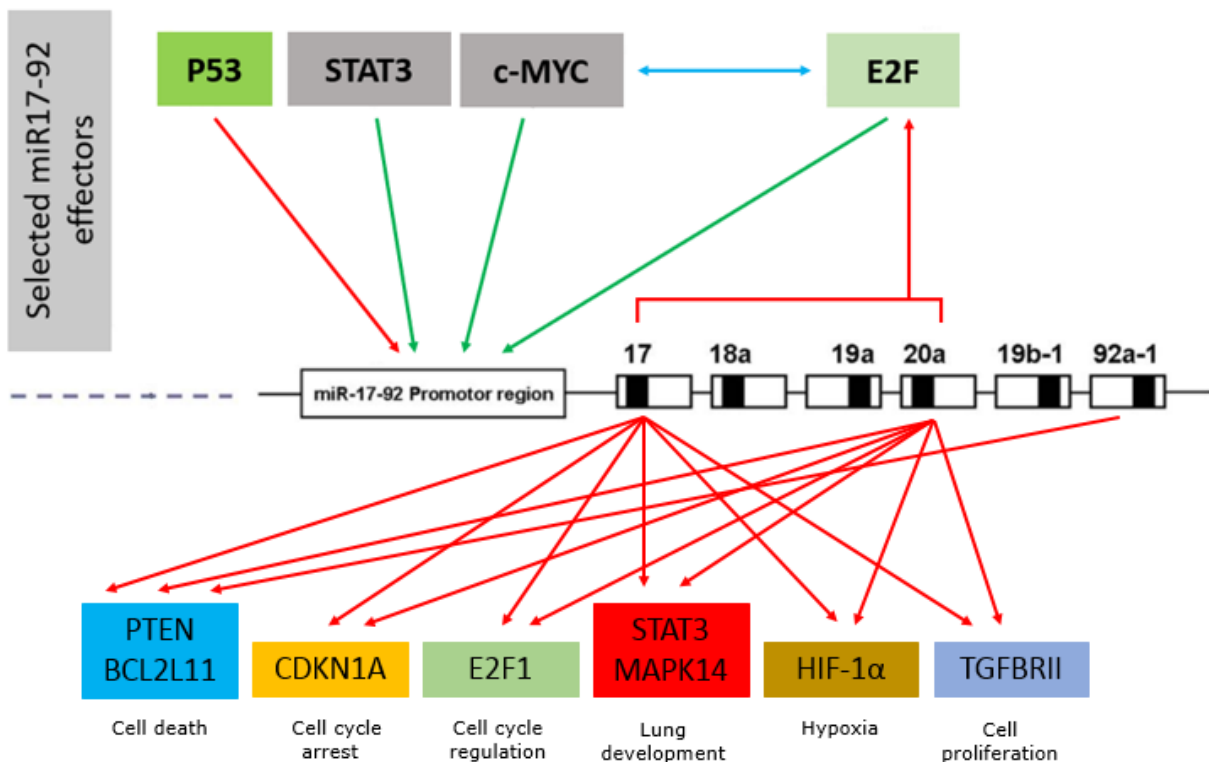 Selected miR17-92
effectors
P53
STAT3
c-MYC
E2F
17
18a
19a
20a
19b-1
92a-1
miR-17-92 Promotor region
PTEN
BCL2L11
CDKN1A
E2F1
STAT3
MAPK14
HIF-1α
TGFBRII
Cell death
Cell cycle
arrest
Cell cycle
regulation
Lung
development
Hypoxia
Cell
proliferation